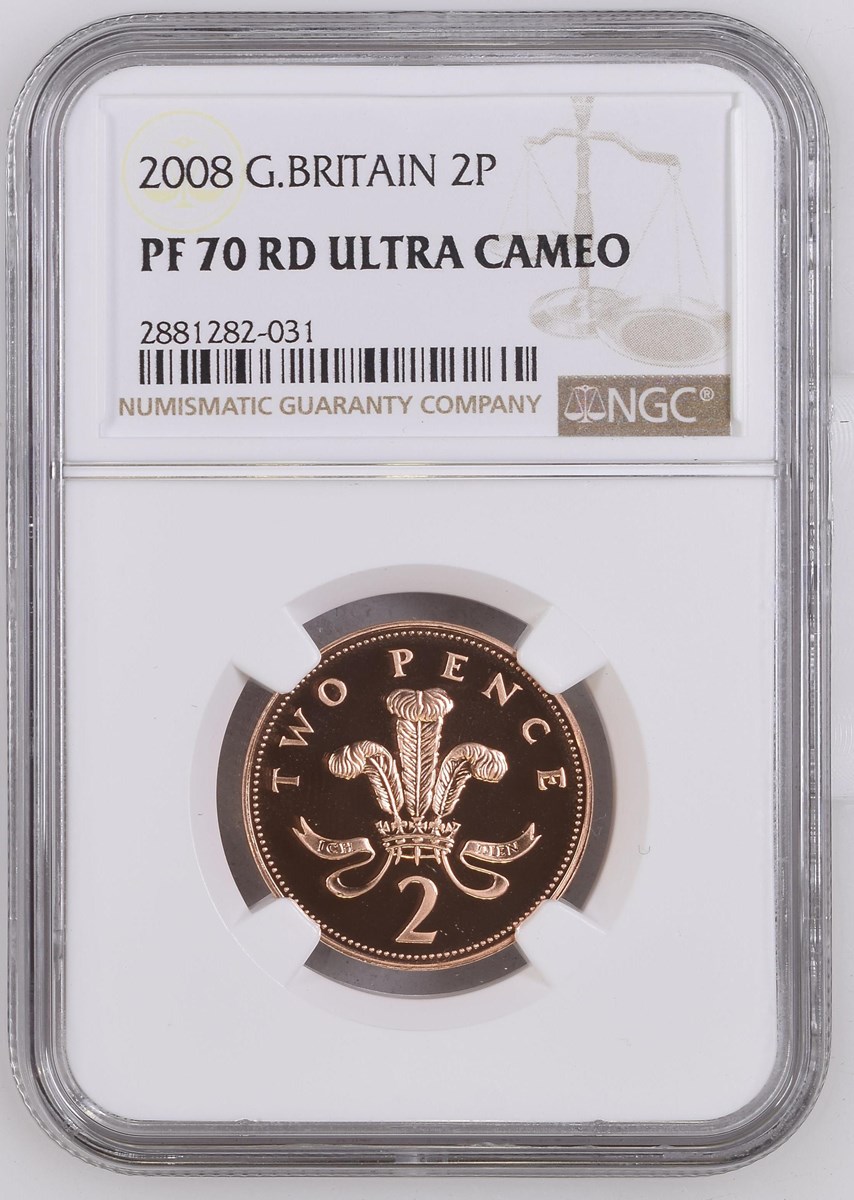 2008 G.BRITAIN 2P
PF 70 RD ULTRA CAMEO
2881282-031
NUMISMATIC GUARANTY COMPANY
NGC®
TWO PENCE
ICH DIEN
2